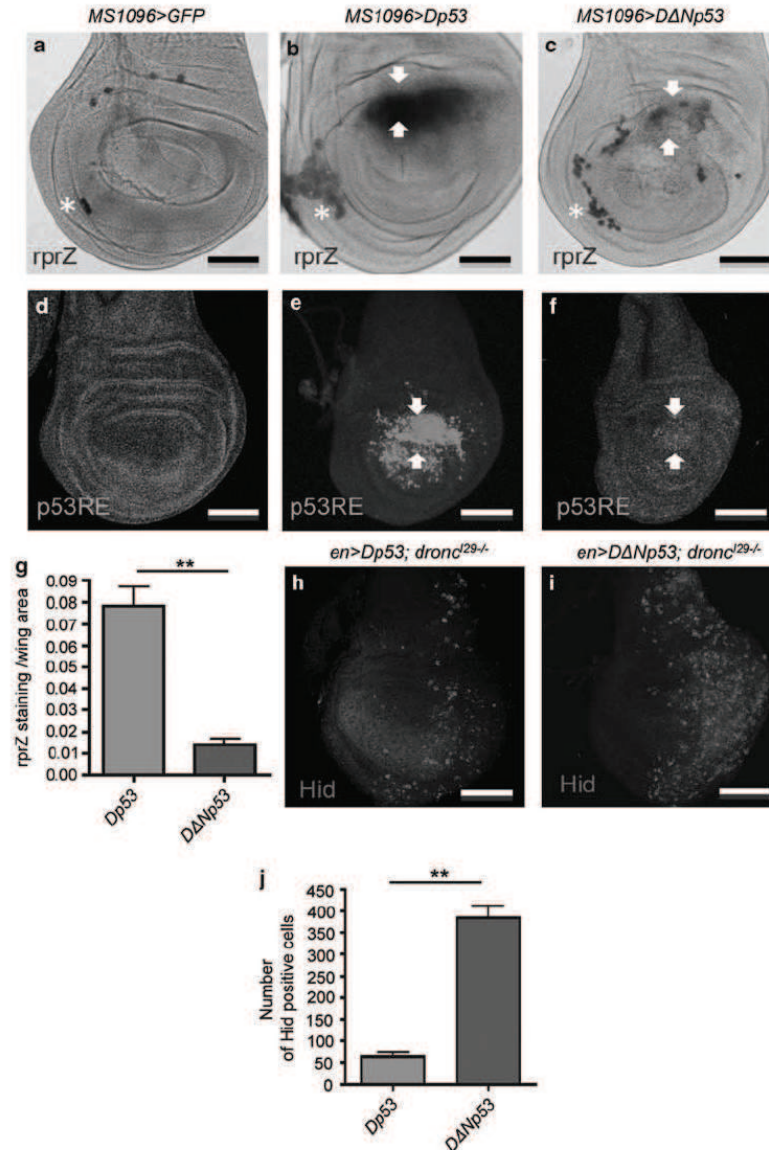 MS1096>GFP
MS1096>Dp53
MS1096>DΔNp53
a
b
c
*
*
*
rprZ
rprZ
rprZ
d
e
f
p53RE
p53RE
p53RE
en>Dp53; droncI29-/-
en>DΔNp53; droncI29-/-
g
h
i
**
rprZ staining /wing area
0.09
0.08
0.07
0.06
0.05
0.04
0.03
0.02
0.01
0.00
Dp53
DΔNp53
Hid
Hid
j
**
Number
of Hid positive cells
450
400
350
300
250
200
150
100
50
0
Dp53
DΔNp53